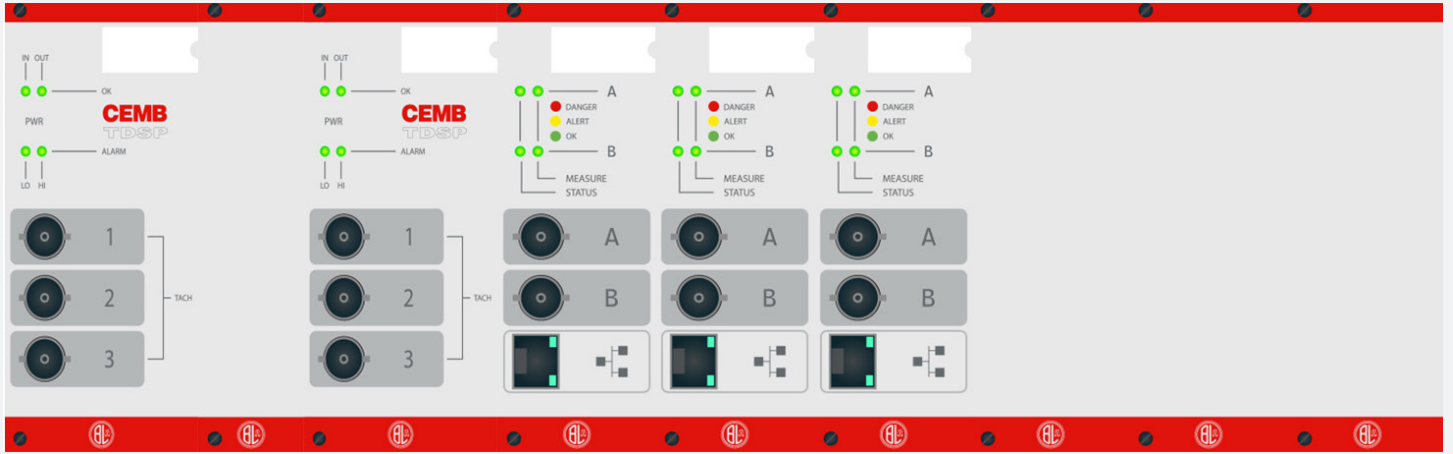 IN OUT
OK
PWR
CEMB
TDSP
ALARM
LO HI
1
2
3
TACH
IN OUT
OK
PWR
CEMB
TDSP
ALARM
LO HI
1
2
3
TACH
A
DANGER
ALERT
OK
B
MEASURE
STATUS
A
B
A
DANGER
ALERT
OK
B
MEASURE
STATUS
A
B
A
DANGER
ALERT
OK
B
MEASURE
STATUS
A
B